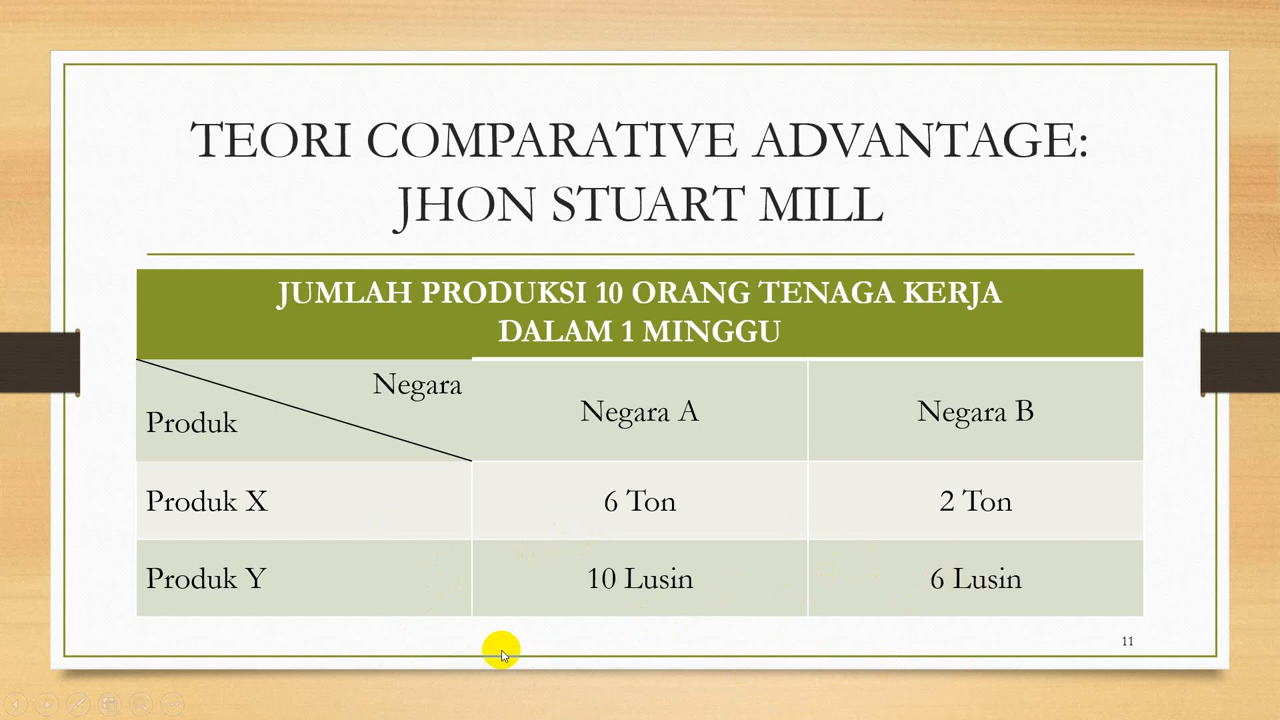 TEORI COMPARATIVE ADVANTAGE:
JHON STUART MILL
JUMLAH PRODUKSI 10 ORANG TENAGA KERJA
DALAM 1 MINGGU
Negara
Produk
Negara A
Negara B
Produk X
6 Ton
2 Ton
Produk Y
10 Lusin
6 Lusin
11